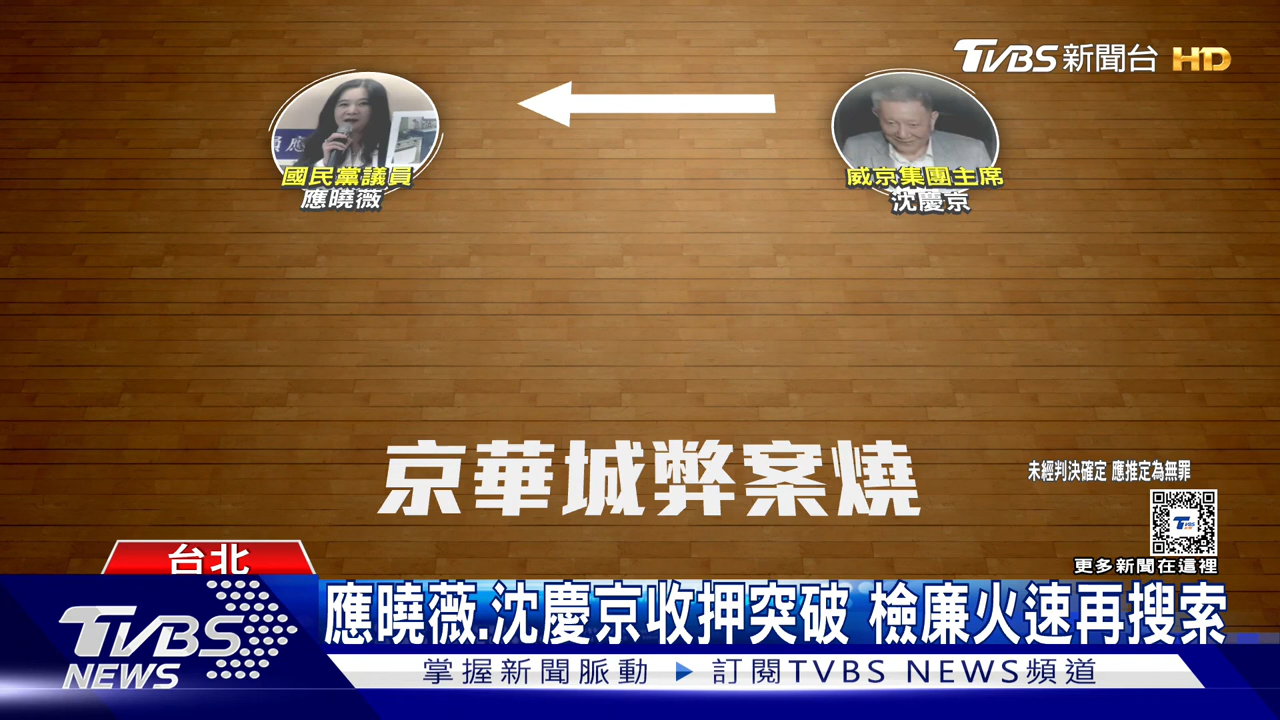 TVBS新聞台 HD
員應
國民黨議員
應曉薇
威京集團主席
沈慶京
京華城弊案燒
未經判決確定 應推定為無罪
TVBS
更多新聞在這裡
台北
應曉薇.沈慶京收押突破 檢廉火速再搜索
TVBS NEWS
掌握新聞脈動 ▶ 訂閱TVBS NEWS頻道